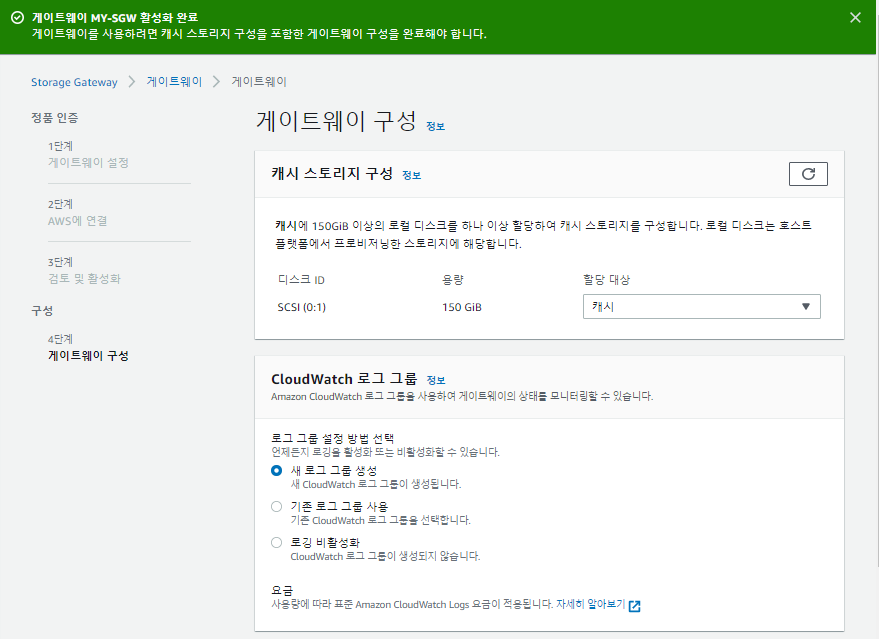 게이트웨이 MY-SGW 활성화 완료
게이트웨이를 사용하려면 캐시 스토리지 구성을 포함한 게이트웨이 구성을 완료해야 합니다.
Storage Gateway > 게이트웨이 > 게이트웨이
정품 인증
1단계
게이트웨이 설정
2단계
AWS에 연결
3단계
검토 및 활성화
구성
4단계
게이트웨이 구성
게이트웨이 구성 정보
캐시 스토리지 구성 정보
캐시에 150GiB 이상의 로컬 디스크를 하나 이상 할당하여 캐시 스토리지를 구성합니다. 로컬 디스크는 호스트
플랫폼에서 프로비저닝한 스토리지에 해당합니다.
디스크 ID 용량 할당 대상
SCSI (0:1) 150 GiB 캐시
CloudWatch 로그 그룹 정보
Amazon CloudWatch 로그 그룹을 사용하여 게이트웨이의 상태를 모니터링할 수 있습니다.
로그 그룹 설정 방법 선택
언제든지 로깅을 활성화 또는 비활성화할 수 있습니다.
새 로그 그룹 생성
새 CloudWatch 로그 그룹이 생성됩니다.
기존 로그 그룹 사용
기존 CloudWatch 로그 그룹을 선택합니다.
로깅 비활성화
CloudWatch 로그 그룹이 생성되지 않습니다.
요금
사용량에 따라 표준 Amazon CloudWatch Logs 요금이 적용됩니다. 자세히 알아보기